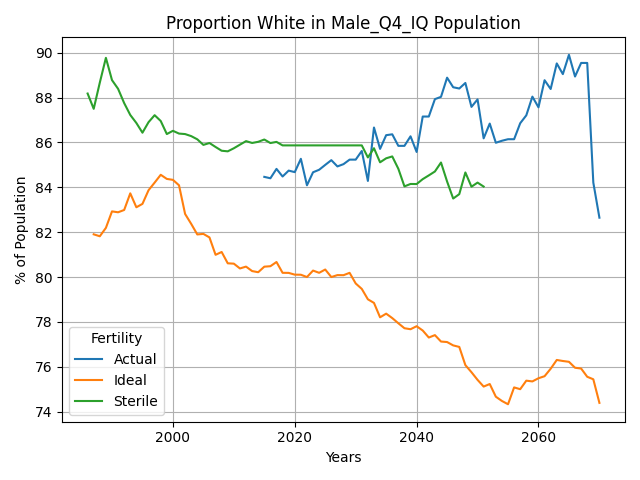 Proportion White in Male_Q4_IQ Population
% of Population
90
88
86
84
82
80
78
76
74
Fertility
Actual
Ideal
Sterile
2000
2020
2040
2060
Years